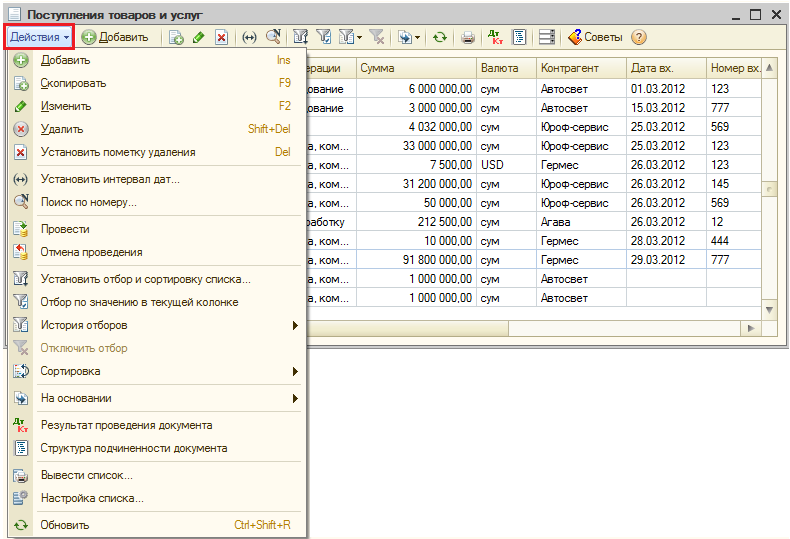 Поступления товаров и услуг
Действия Добавить Советы
Добавить Ins
Скопировать F9
Изменить F2
Удалить Shift+Del
Установить пометку удаления Del
Установить интервал дат...
Поиск по номеру...
Провести
Отмена проведения
Установить отбор и сортировку списка...
Отбор по значению в текущей колонке
История отборов
Отключить отбор
Сортировка
На основании
Результат проведения документа
Структура подчиненности документа
Вывести список...
Настройка списка...
Обновить Ctrl+Shift+R
ерации Сумма Валюта Контрагент Дата вх. Номер вх.
дование 6 000 000,00 сум Автосвет 01.03.2012 123
дование 3 000 000,00 сум Автосвет 15.03.2012 777
4 032 000,00 сум Юроф-сервис 25.03.2012 569
а, ком... 33 000 000,00 сум Юроф-сервис 25.03.2012 123
а, ком... 7 500,00 USD Гермес 26.03.2012 123
а, ком... 31 200 000,00 сум Юроф-сервис 26.03.2012 145
а, ком... 50 000,00 сум Юроф-сервис 26.03.2012 569
работку 212 500,00 сум Агава 26.03.2012 12
а, ком... 10 000,00 сум Гермес 28.03.2012 444
а, ком... 91 800 000,00 сум Гермес 29.03.2012 777
а, ком... 1 000 000,00 сум Автосвет
а, ком... 1 000 000,00 сум Автосвет